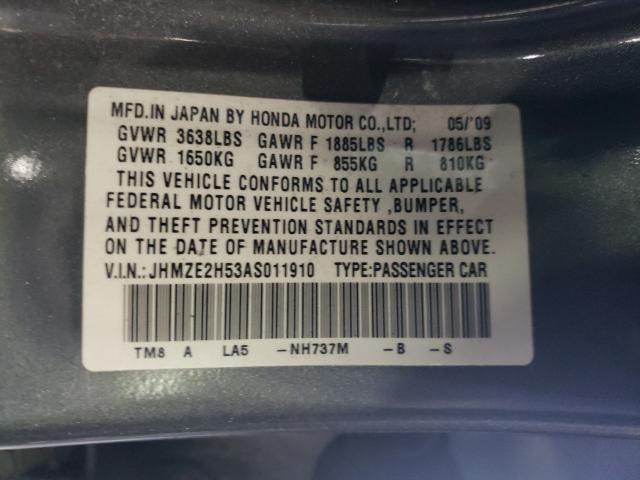 MFD.IN JAPAN BY HONDA MOTOR CO.,LTD; 05/'09
GVWR 3638LBS GAWR F 1885LBS R 1786LBS
GVWR 1650KG GAWR F 855KG R 810KG
THIS VEHICLE CONFORMS TO ALL APPLICABLE
FEDERAL MOTOR VEHICLE SAFETY ,BUMPER,
AND THEFT PREVENTION STANDARDS IN EFFECT
ON THE DATE OF MANUFACTURE SHOWN ABOVE.
V.I.N.:JHMZE2H53AS011910 TYPE:PASSENGER CAR
TM8 A LA5 -NH737M -B -S